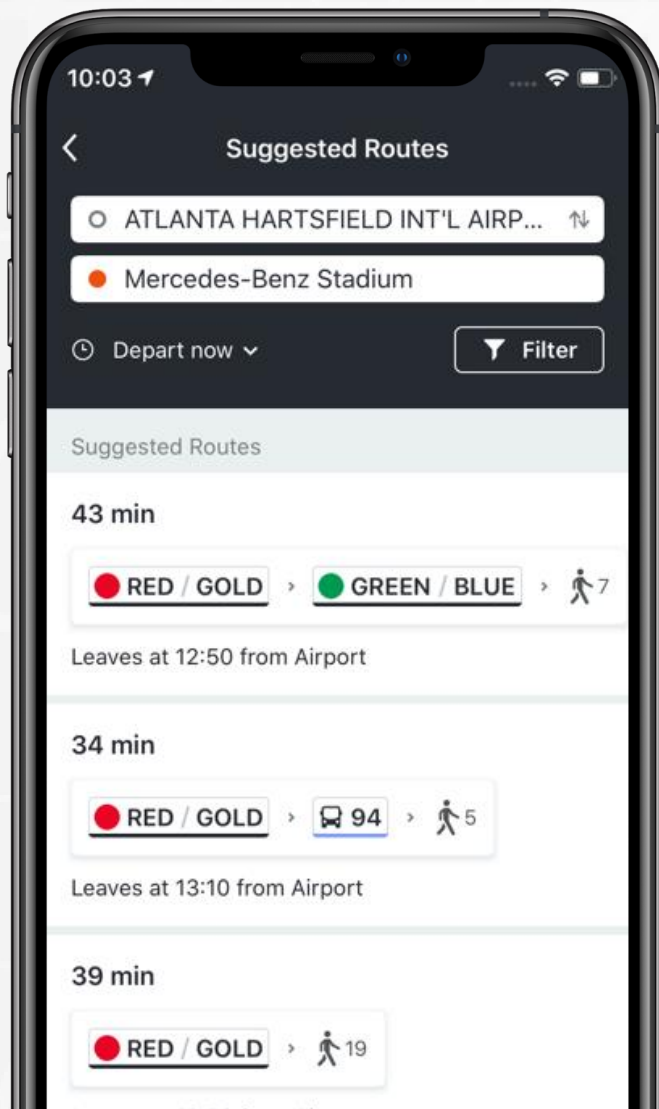 10:03
Suggested Routes
ATLANTA HARTSFIELD INT'L AIRP...
Mercedes-Benz Stadium
Depart now
Filter
Suggested Routes
43 min
RED / GOLD › GREEN / BLUE › 7
Leaves at 12:50 from Airport
34 min
RED / GOLD › 94 › 5
Leaves at 13:10 from Airport
39 min
RED / GOLD › 19